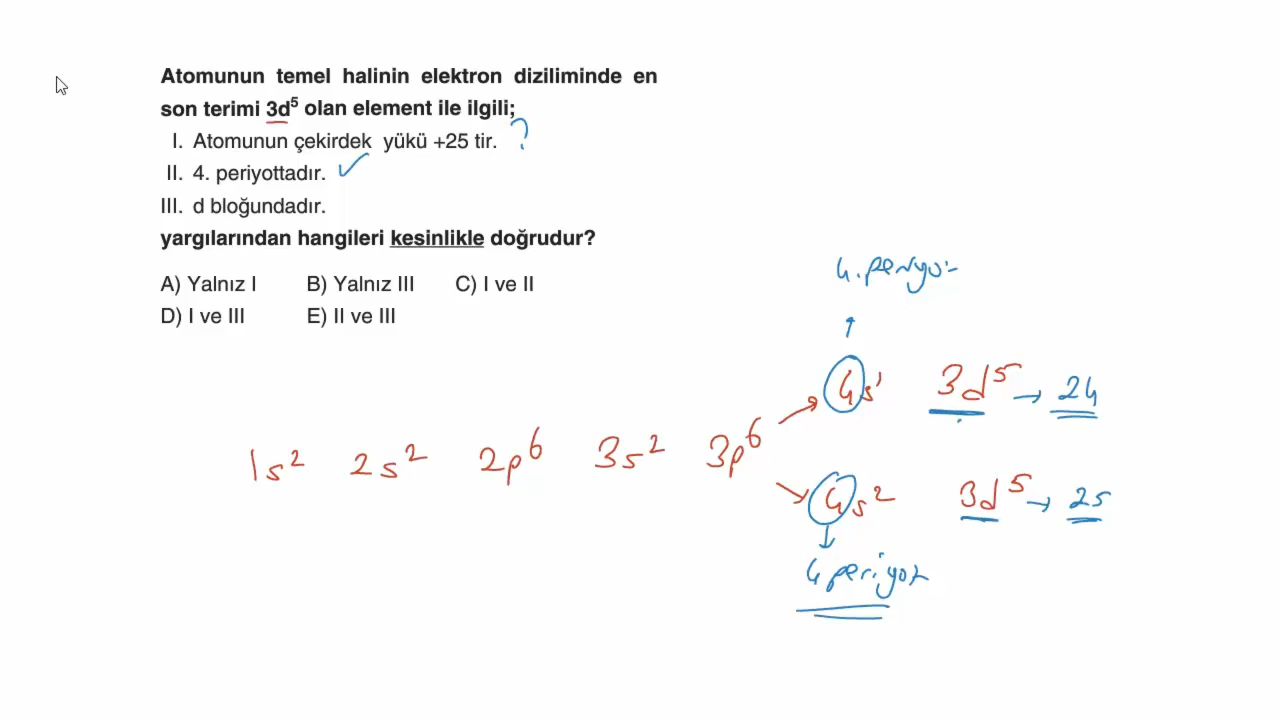 Atomunun temel halinin elektron diziliminde en
son terimi 3d⁵ olan element ile ilgili;
I. Atomunun çekirdek yükü +25 tir. ?
II. 4. periyottadır. ✓
III. d bloğundadır.
yargılarından hangileri kesinlikle doğrudur?
A) Yalnız I B) Yalnız III C) I ve II
D) I ve III E) II ve III
4. periyot
4s¹ 3d⁵ → 24
1s² 2s² 2p⁶ 3s² 3p⁶
4s² 3d⁵ → 25
4 periyot